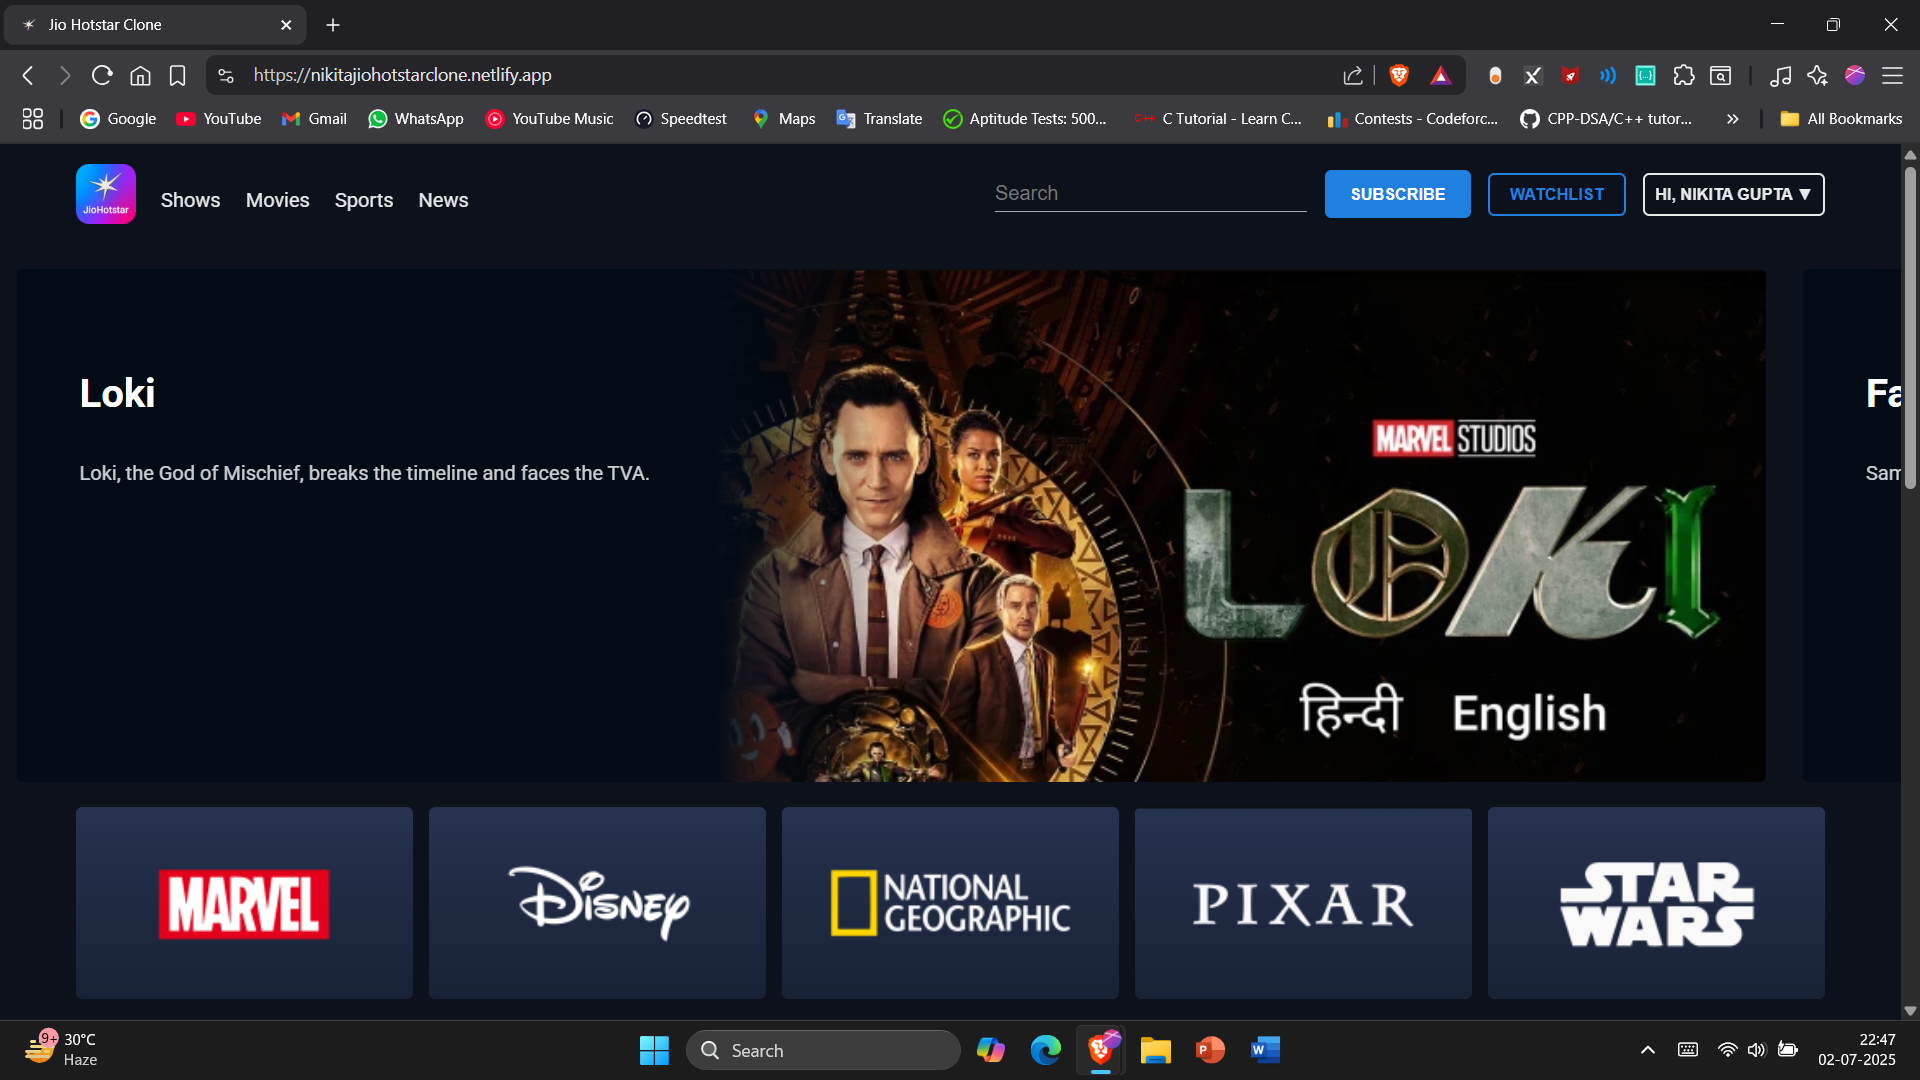 Jio Hotstar Clone
https://nikitajiohotstarclone.netlify.app
Google YouTube Gmail WhatsApp YouTube Music Speedtest Maps Translate Aptitude Tests: 500... C++ C Tutorial - Learn C... Contests - Codeforc... CPP-DSA/C++ tutor... » All Bookmarks
JioHotstar
Shows Movies Sports News
Search
SUBSCRIBE
WATCHLIST
HI, NIKITA GUPTA ▼
Loki
Loki, the God of Mischief, breaks the timeline and faces the TVA.
MARVEL STUDIOS
LOKI
हिन्दी English
Fa
Sam
MARVEL
Disney
NATIONAL
GEOGRAPHIC
PIXAR
STAR
WARS
9+
30°C
Haze
Search
P
W
22:47
02-07-2025